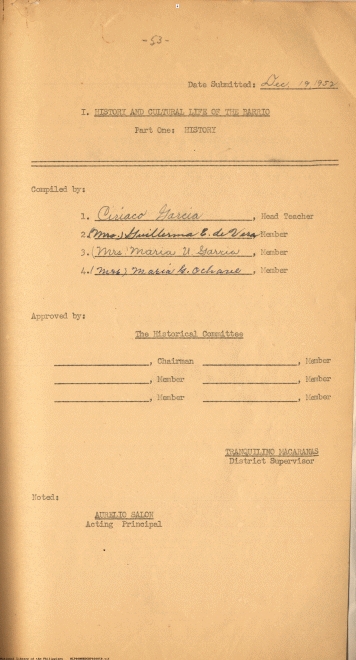 -53-
Date Submitted: Dec. 19, 1952
I. HISTORY AND CULTURAL LIFE OF THE BARRIO
Part One: HISTORY
Compiled by:
1. Ciriaco Garcia, Head Teacher
2. (Mrs.) Guillerma E. de Vera, Member
3. (Mrs.) Maria U. Garcia, Member
4. (Mrs.) Maria G. Ochave, Member
Approved by:
The Historical Committee
, Chairman , Member
, Member , Member
, Member , Member
TRANQUILINO MACARANAS
District Supervisor
Noted:
AURELIO SALON
Acting Principal